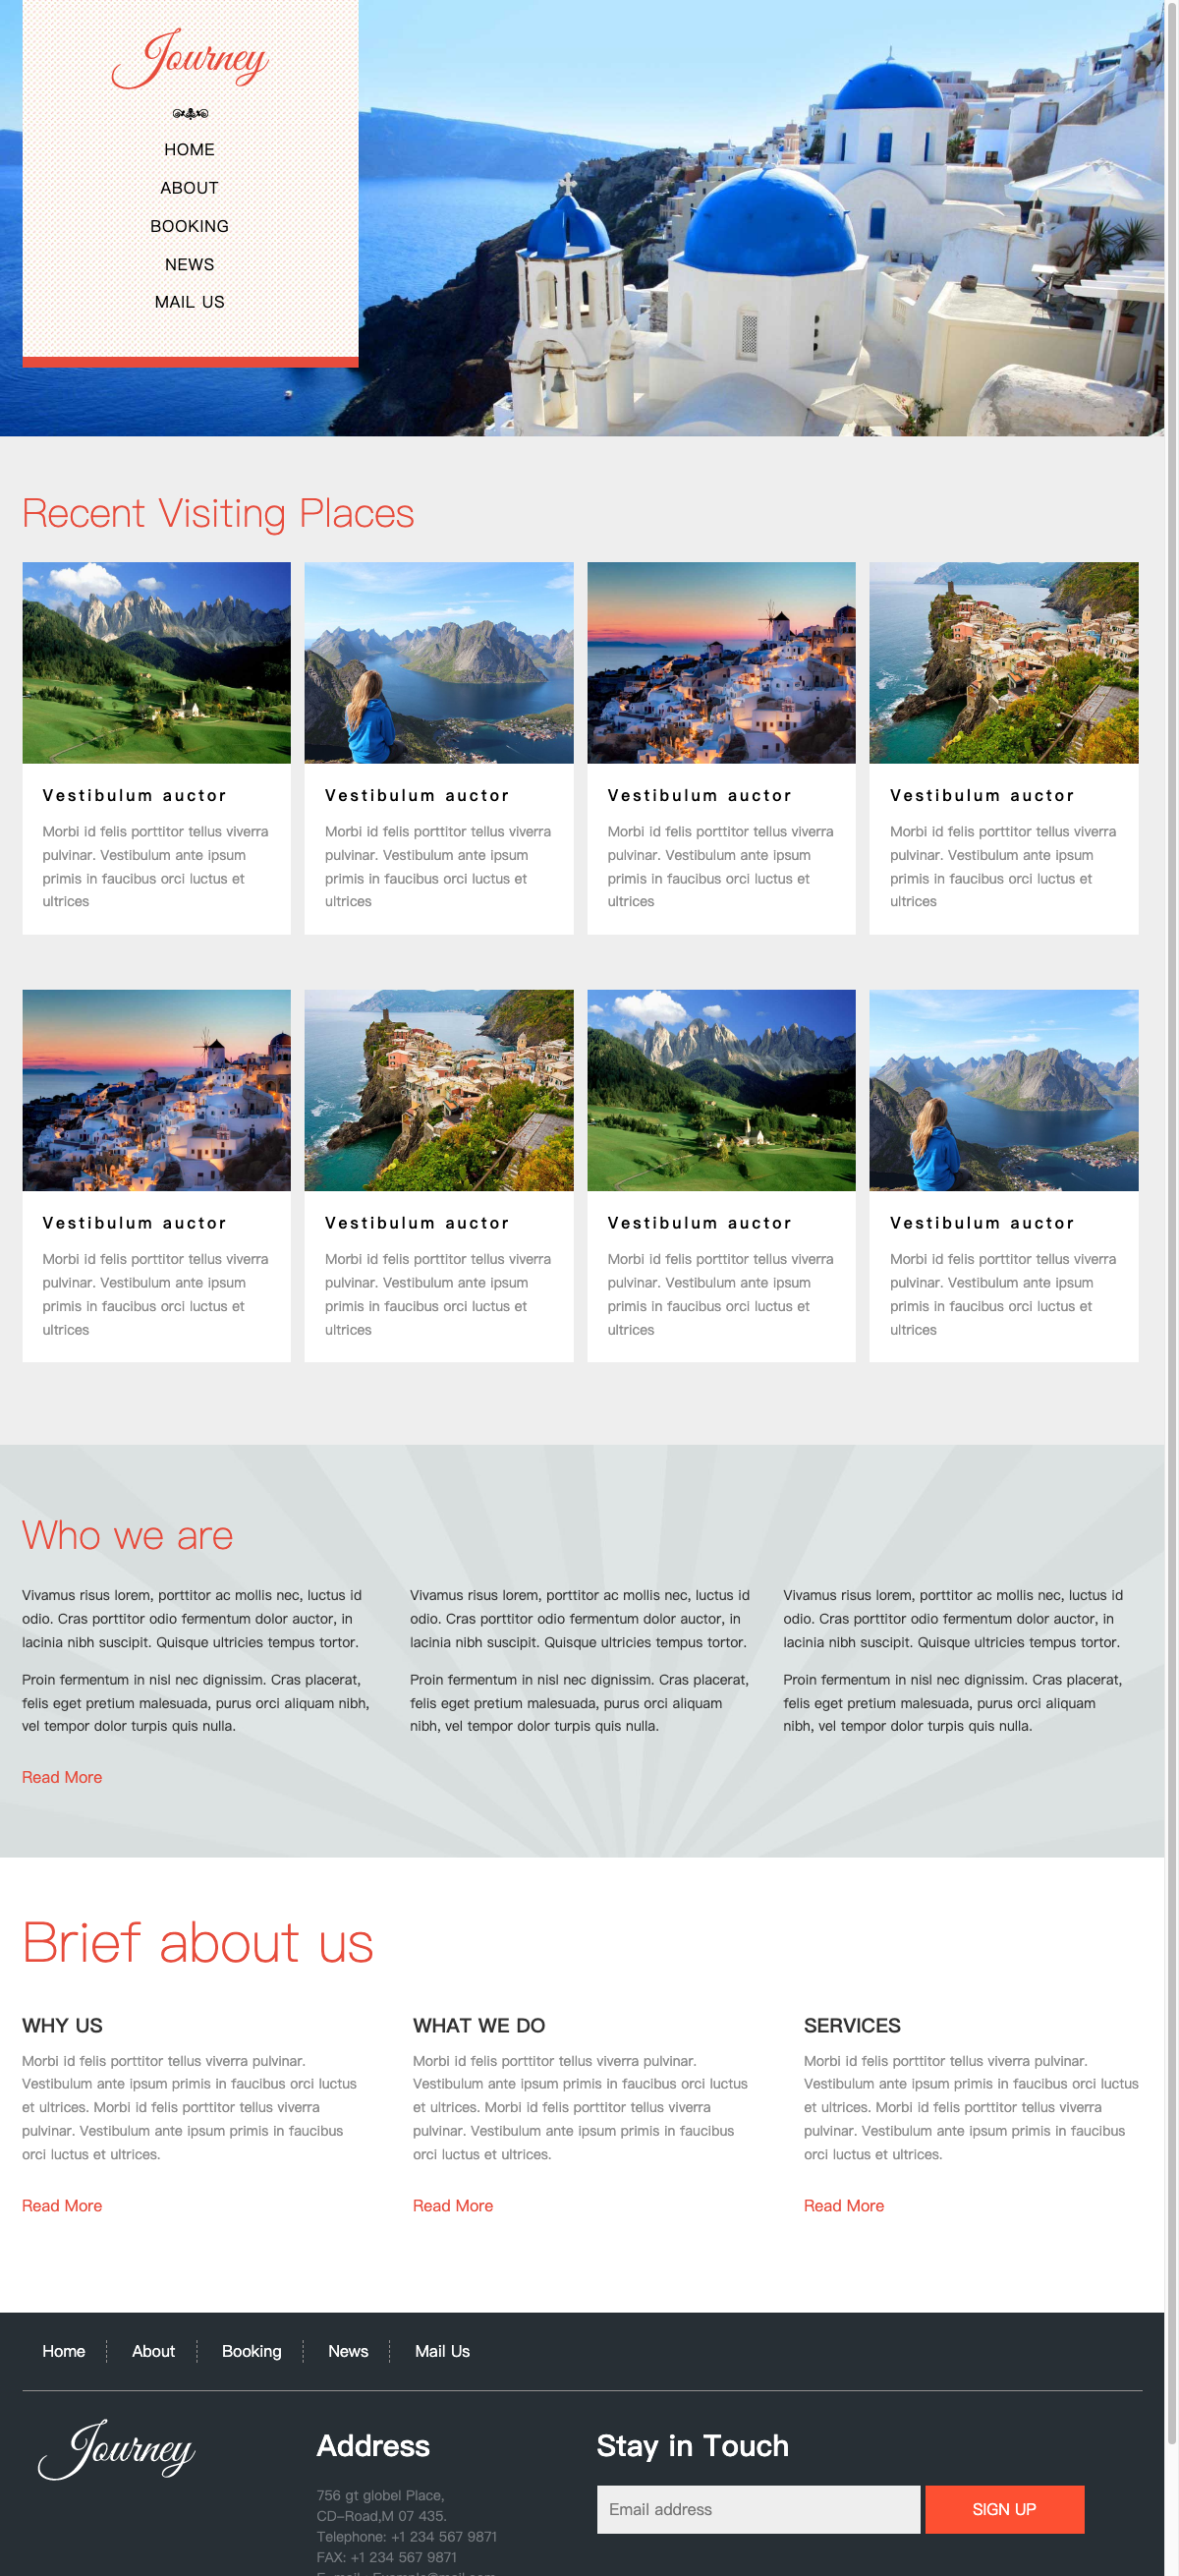 Journey
HOME
ABOUT
BOOKING
NEWS
MAIL US
Recent Visiting Places
Vestibulum auctor
Morbi id felis porttitor tellus viverra
pulvinar. Vestibulum ante ipsum
primis in faucibus orci luctus et
ultrices
Vestibulum auctor
Morbi id felis porttitor tellus viverra
pulvinar. Vestibulum ante ipsum
primis in faucibus orci luctus et
ultrices
Vestibulum auctor
Morbi id felis porttitor tellus viverra
pulvinar. Vestibulum ante ipsum
primis in faucibus orci luctus et
ultrices
Vestibulum auctor
Morbi id felis porttitor tellus viverra
pulvinar. Vestibulum ante ipsum
primis in faucibus orci luctus et
ultrices
Vestibulum auctor
Morbi id felis porttitor tellus viverra
pulvinar. Vestibulum ante ipsum
primis in faucibus orci luctus et
ultrices
Vestibulum auctor
Morbi id felis porttitor tellus viverra
pulvinar. Vestibulum ante ipsum
primis in faucibus orci luctus et
ultrices
Vestibulum auctor
Morbi id felis porttitor tellus viverra
pulvinar. Vestibulum ante ipsum
primis in faucibus orci luctus et
ultrices
Vestibulum auctor
Morbi id felis porttitor tellus viverra
pulvinar. Vestibulum ante ipsum
primis in faucibus orci luctus et
ultrices
Who we are
Vivamus risus lorem, porttitor ac mollis nec, luctus id
odio. Cras porttitor odio fermentum dolor auctor, in
lacinia nibh suscipit. Quisque ultricies tempus tortor.
Proin fermentum in nisl nec dignissim. Cras placerat,
felis eget pretium malesuada, purus orci aliquam nibh,
vel tempor dolor turpis quis nulla.
Read More
Vivamus risus lorem, porttitor ac mollis nec, luctus id
odio. Cras porttitor odio fermentum dolor auctor, in
lacinia nibh suscipit. Quisque ultricies tempus tortor.
Proin fermentum in nisl nec dignissim. Cras placerat,
felis eget pretium malesuada, purus orci aliquam
nibh, vel tempor dolor turpis quis nulla.
Vivamus risus lorem, porttitor ac mollis nec, luctus id
odio. Cras porttitor odio fermentum dolor auctor, in
lacinia nibh suscipit. Quisque ultricies tempus tortor.
Proin fermentum in nisl nec dignissim. Cras placerat,
felis eget pretium malesuada, purus orci aliquam
nibh, vel tempor dolor turpis quis nulla.
Brief about us
WHY US
Morbi id felis porttitor tellus viverra pulvinar.
Vestibulum ante ipsum primis in faucibus orci luctus
et ultrices. Morbi id felis porttitor tellus viverra
pulvinar. Vestibulum ante ipsum primis in faucibus
orci luctus et ultrices.
Read More
WHAT WE DO
Morbi id felis porttitor tellus viverra pulvinar.
Vestibulum ante ipsum primis in faucibus orci luctus
et ultrices. Morbi id felis porttitor tellus viverra
pulvinar. Vestibulum ante ipsum primis in faucibus
orci luctus et ultrices.
Read More
SERVICES
Morbi id felis porttitor tellus viverra pulvinar.
Vestibulum ante ipsum primis in faucibus orci luctus
et ultrices. Morbi id felis porttitor tellus viverra
pulvinar. Vestibulum ante ipsum primis in faucibus
orci luctus et ultrices.
Read More
Home About Booking News Mail Us
Journey
Address
756 gt globel Place,
CD-Road,M 07 435.
Telephone: +1 234 567 9871
FAX: +1 234 567 9871
Stay in Touch
Email address
SIGN UP